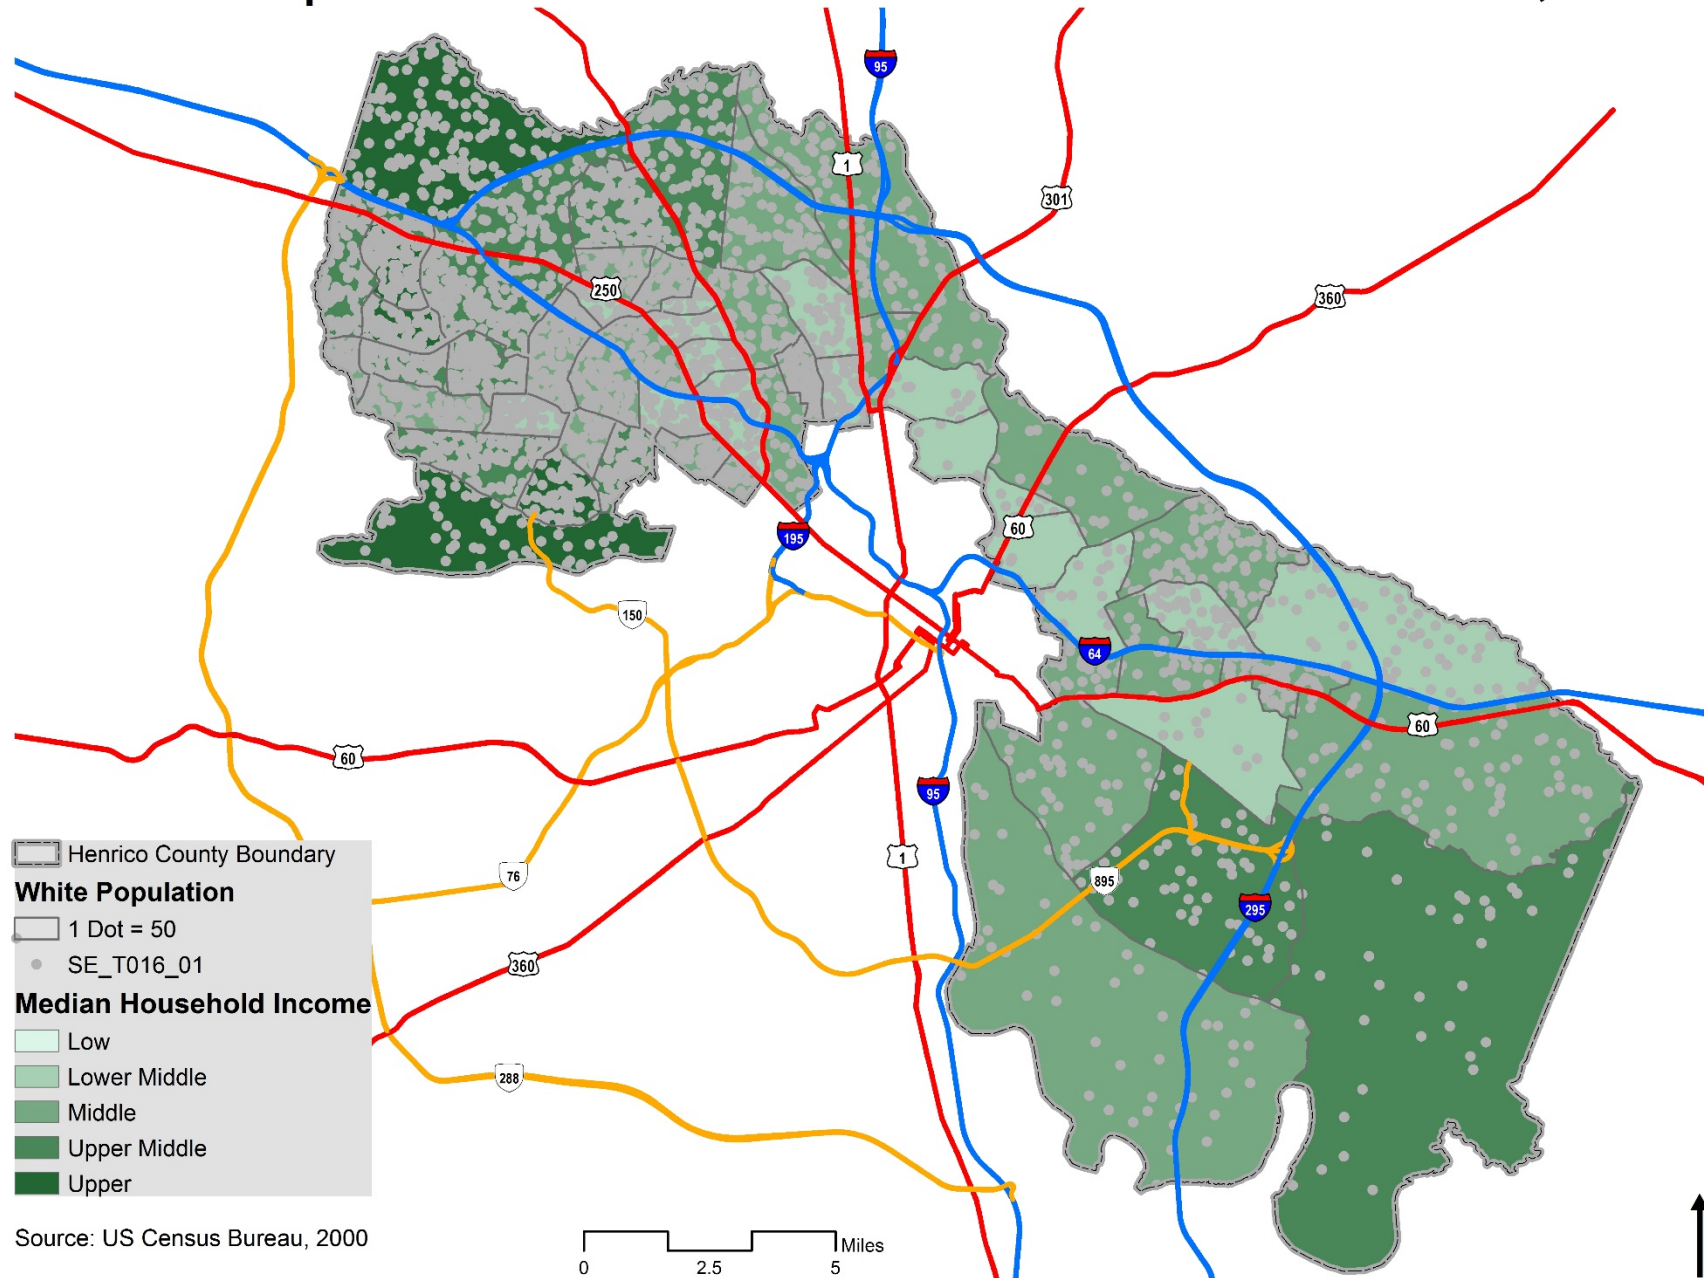 95
1
301
360
250
60
195
150
64
60
60
95
1
76
895
295
360
288
Henrico County Boundary
White Population
1 Dot = 50
SE_T016_01
Median Household Income
Low
Lower Middle
Middle
Upper Middle
Upper
Source: US Census Bureau, 2000
Miles
0 2.5 5